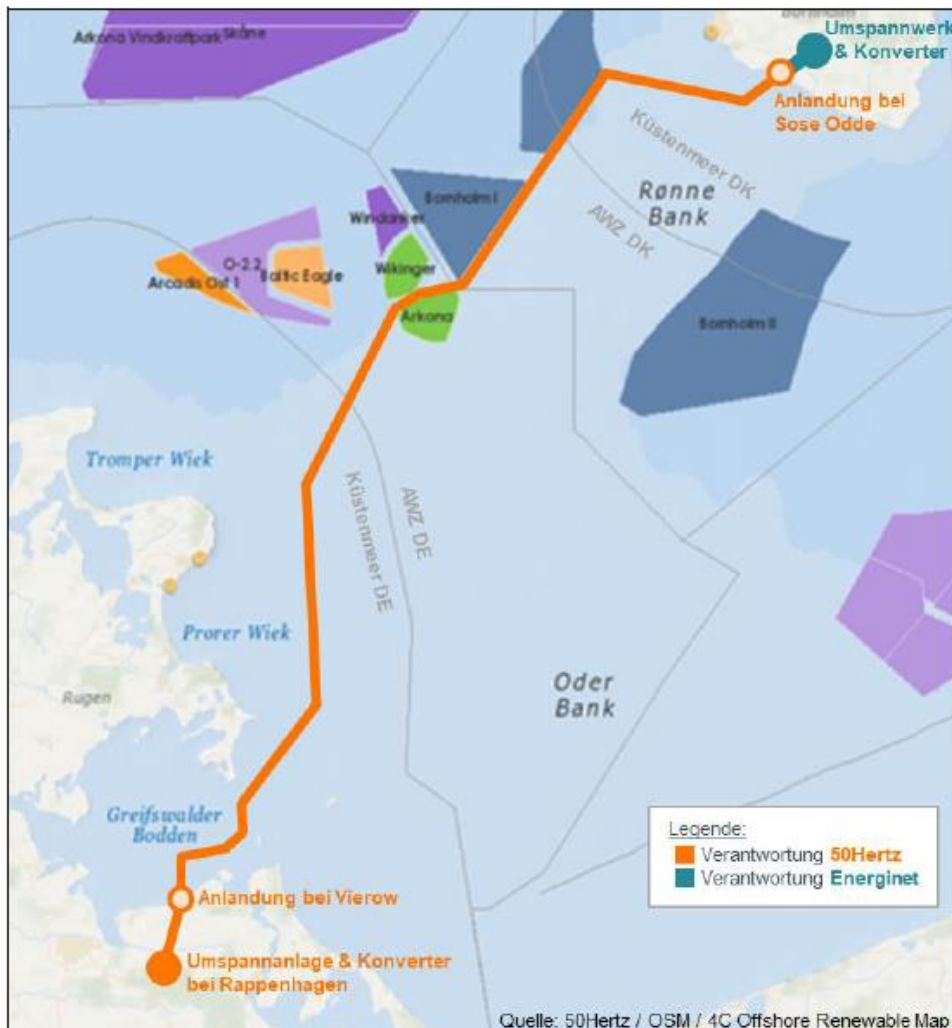 Arkona Vindkraftpark
Skåne
Bornholm
Umspannwerk
& Konverter
Anlandung bei
Sose Odde
Küstenmeer DK
Rønne
Bank
AWZ DK
Bornholm I
Windanker
Wikinger
O-2.2
Baltic Eagle
Arcadis Ost 1
Arkona
Bornholm II
Tromper Wiek
Küstenmeer DE
AWZ DE
Prorer Wiek
Rugen
Oder
Bank
Greifswalder
Bodden
Legende:
Verantwortung 50Hertz
Verantwortung Energinet
Anlandung bei Vierow
Umspannanlage & Konverter
bei Rappenhagen
Quelle: 50Hertz / OSM / 4C Offshore Renewable Map